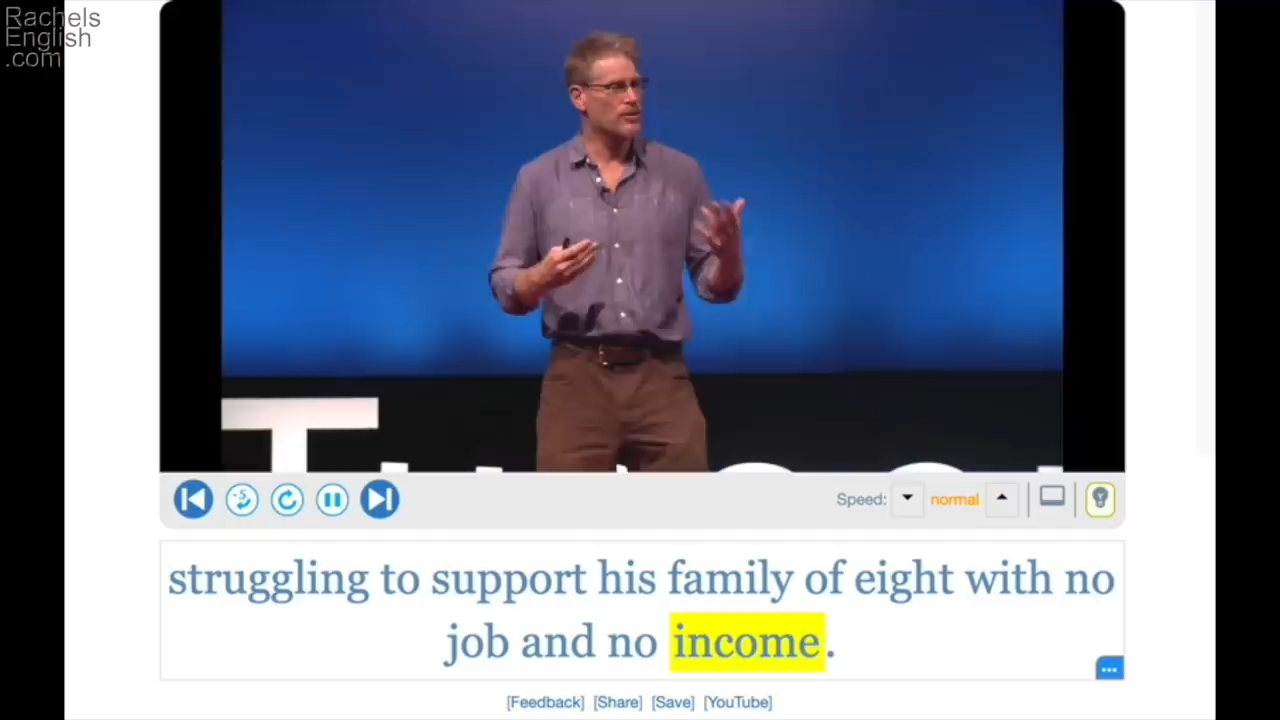 Rachels
English
.com
Speed:
normal
struggling to support his family of eight with no
job and no income.
[Feedback] [Share] [Save] [YouTube]